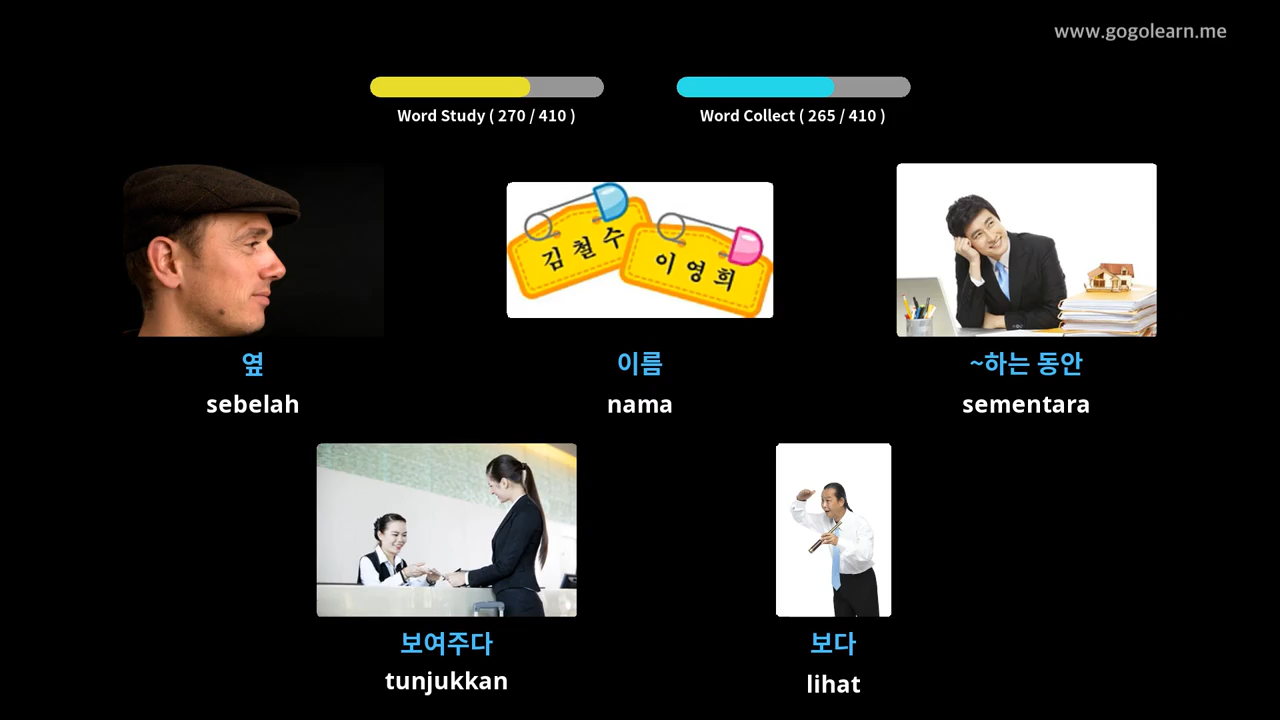 www.gogolearn.me
Word Study ( 270 / 410 )
Word Collect ( 265 / 410 )
김철수
이영희
옆
이름
~하는 동안
sebelah
nama
sementara
보여주다
보다
tunjukkan
lihat